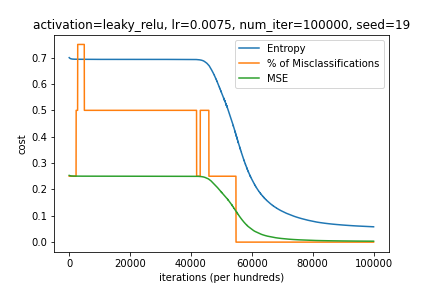 activation=leaky_relu, lr=0.0075, num_iter=100000, seed=19
Entropy
% of Misclassifications
MSE
cost
0.7
0.6
0.5
0.4
0.3
0.2
0.1
0.0
0
20000
40000
60000
80000
100000
iterations (per hundreds)